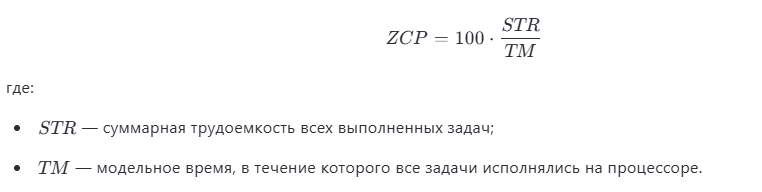 ZCP = 100 · STR / TM
где:
• STR — суммарная трудоемкость всех выполненных задач;
• TM — модельное время, в течение которого все задачи исполнялись на процессоре.